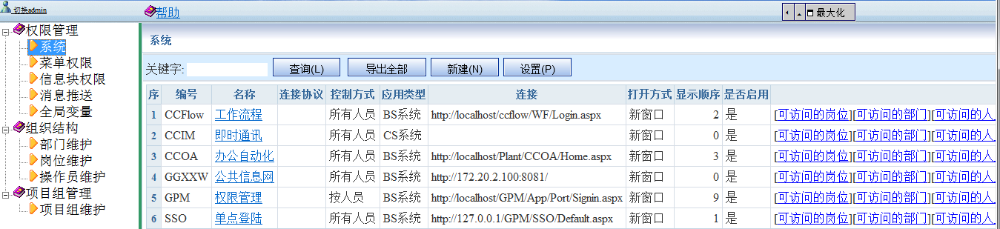 切换admin
帮助
最大化
权限管理
系统
菜单权限
信息块权限
消息推送
全局变量
组织结构
部门维护
岗位维护
操作员维护
项目组管理
项目组维护
系统
关键字: 查询(L) 导出全部 新建(N) 设置(P)
序 编号 名称 连接协议 控制方式 应用类型 连接 打开方式 显示顺序 是否启用
1 CCFlow 工作流程 所有人员 BS系统 http://localhost/ccflow/WF/Login.aspx 新窗口 2 是 [可访问的岗位][可访问的部门][可访问的人
2 CCIM 即时通讯 所有人员 CS系统 新窗口 0 是 [可访问的岗位][可访问的部门][可访问的人
3 CCOA 办公自动化 所有人员 BS系统 http://localhost/Plant/CCOA/Home.aspx 新窗口 3 是 [可访问的岗位][可访问的部门][可访问的人
4 GGXXW 公共信息网 所有人员 BS系统 http://172.20.2.100:8081/ 新窗口 0 是 [可访问的岗位][可访问的部门][可访问的人
5 GPM 权限管理 按人员 BS系统 http://localhost/GPM/App/Port/Signin.aspx 新窗口 9 是 [可访问的岗位][可访问的部门][可访问的人
6 SSO 单点登陆 所有人员 BS系统 http://127.0.0.1/GPM/SSO/Default.aspx 新窗口 1 是 [可访问的岗位][可访问的部门][可访问的人